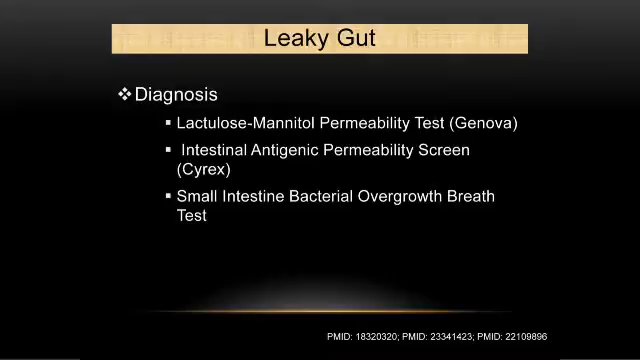 Leaky Gut
❖Diagnosis
▪ Lactulose-Mannitol Permeability Test (Genova)
▪ Intestinal Antigenic Permeability Screen
(Cyrex)
▪ Small Intestine Bacterial Overgrowth Breath
Test
PMID: 18320320; PMID: 23341423; PMID: 22109896